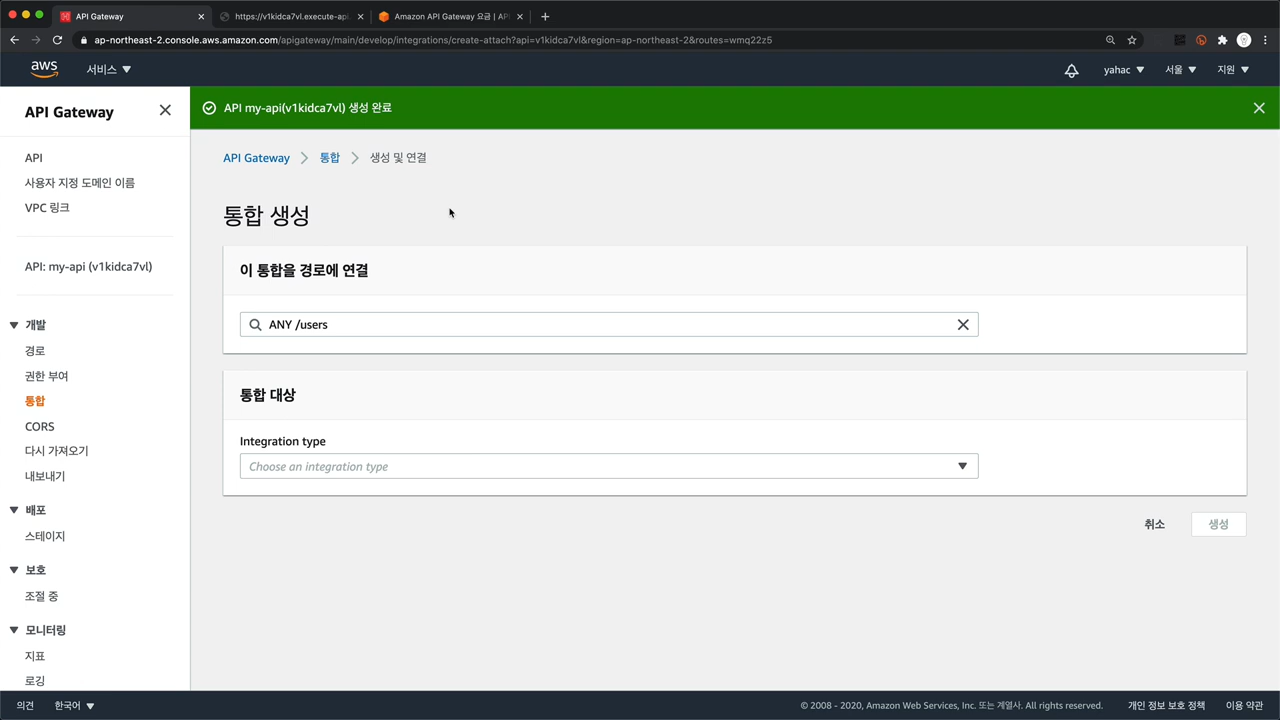 API Gateway
https://v1kidca7vl.execute-api
Amazon API Gateway 요금 | API
ap-northeast-2.console.aws.amazon.com/apigateway/main/develop/integrations/create-attach?api=v1kidca7vl&region=ap-northeast-2&routes=wmq22z5
aws
서비스
yahac
서울
지원
API Gateway
API
사용자 지정 도메인 이름
VPC 링크
API: my-api (v1kidca7vl)
개발
경로
권한 부여
통합
CORS
다시 가져오기
내보내기
배포
스테이지
보호
조절 중
모니터링
지표
로깅
API my-api(v1kidca7vl) 생성 완료
API Gateway
통합
생성 및 연결
통합 생성
이 통합을 경로에 연결
ANY /users
통합 대상
Integration type
Choose an integration type
취소
생성
의견
한국어
© 2008 - 2020, Amazon Web Services, Inc. 또는 계열사. All rights reserved.
개인 정보 보호 정책
이용 약관